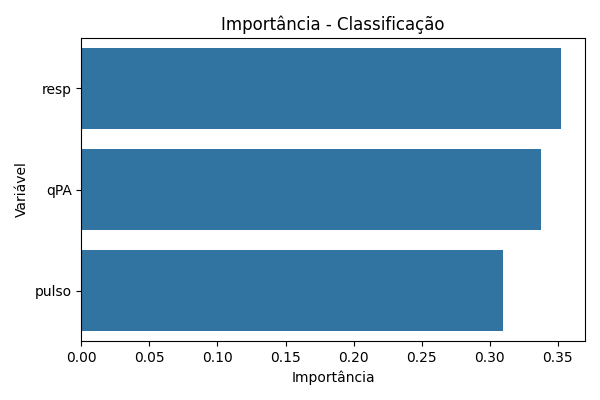 Importância - Classificação
resp
qPA
pulso
Variável
0.00 0.05 0.10 0.15 0.20 0.25 0.30 0.35
Importância